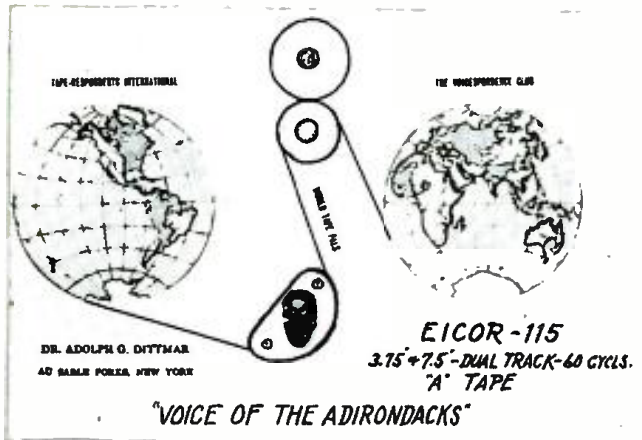 TAPE-RESPONDENTS INTERNATIONAL
THE VOICESPONDENCE CLUB
WORLD TAPE PALS
DR. ADOLPH G. DITTMAR
AU SABLE FORKS, NEW YORK
EICOR-115
3.75" & 7.5"-DUAL TRACK-60 CYCLS.
"A" TAPE
"VOICE OF THE ADIRONDACKS"